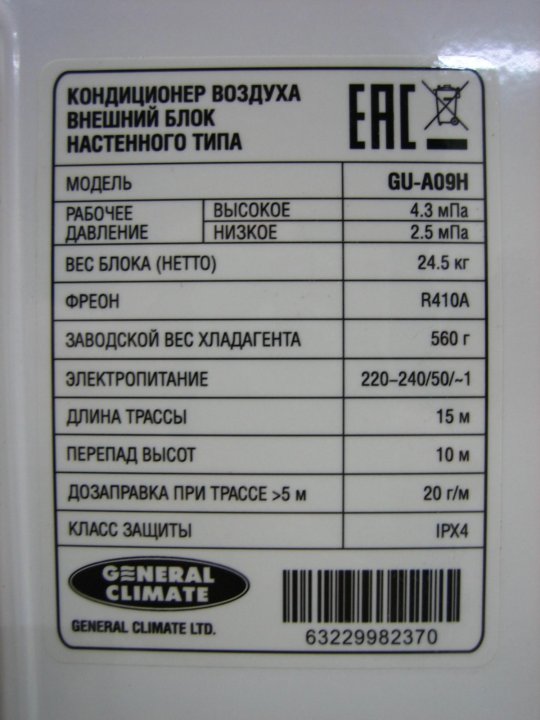 КОНДИЦИОНЕР ВОЗДУХА
ВНЕШНИЙ БЛОК
НАСТЕННОГО ТИПА
EAC
МОДЕЛЬ GU-A09H
РАБОЧЕЕ ДАВЛЕНИЕ
ВЫСОКОЕ 4.3 мПа
НИЗКОЕ 2.5 мПа
ВЕС БЛОКА (НЕТТО) 24.5 кг
ФРЕОН R410A
ЗАВОДСКОЙ ВЕС ХЛАДАГЕНТА 560 г
ЭЛЕКТРОПИТАНИЕ 220–240/50/~1
ДЛИНА ТРАССЫ 15 м
ПЕРЕПАД ВЫСОТ 10 м
ДОЗАПРАВКА ПРИ ТРАССЕ >5 м 20 г/м
КЛАСС ЗАЩИТЫ IPX4
GENERAL
CLIMATE
GENERAL CLIMATE LTD.
63229982370